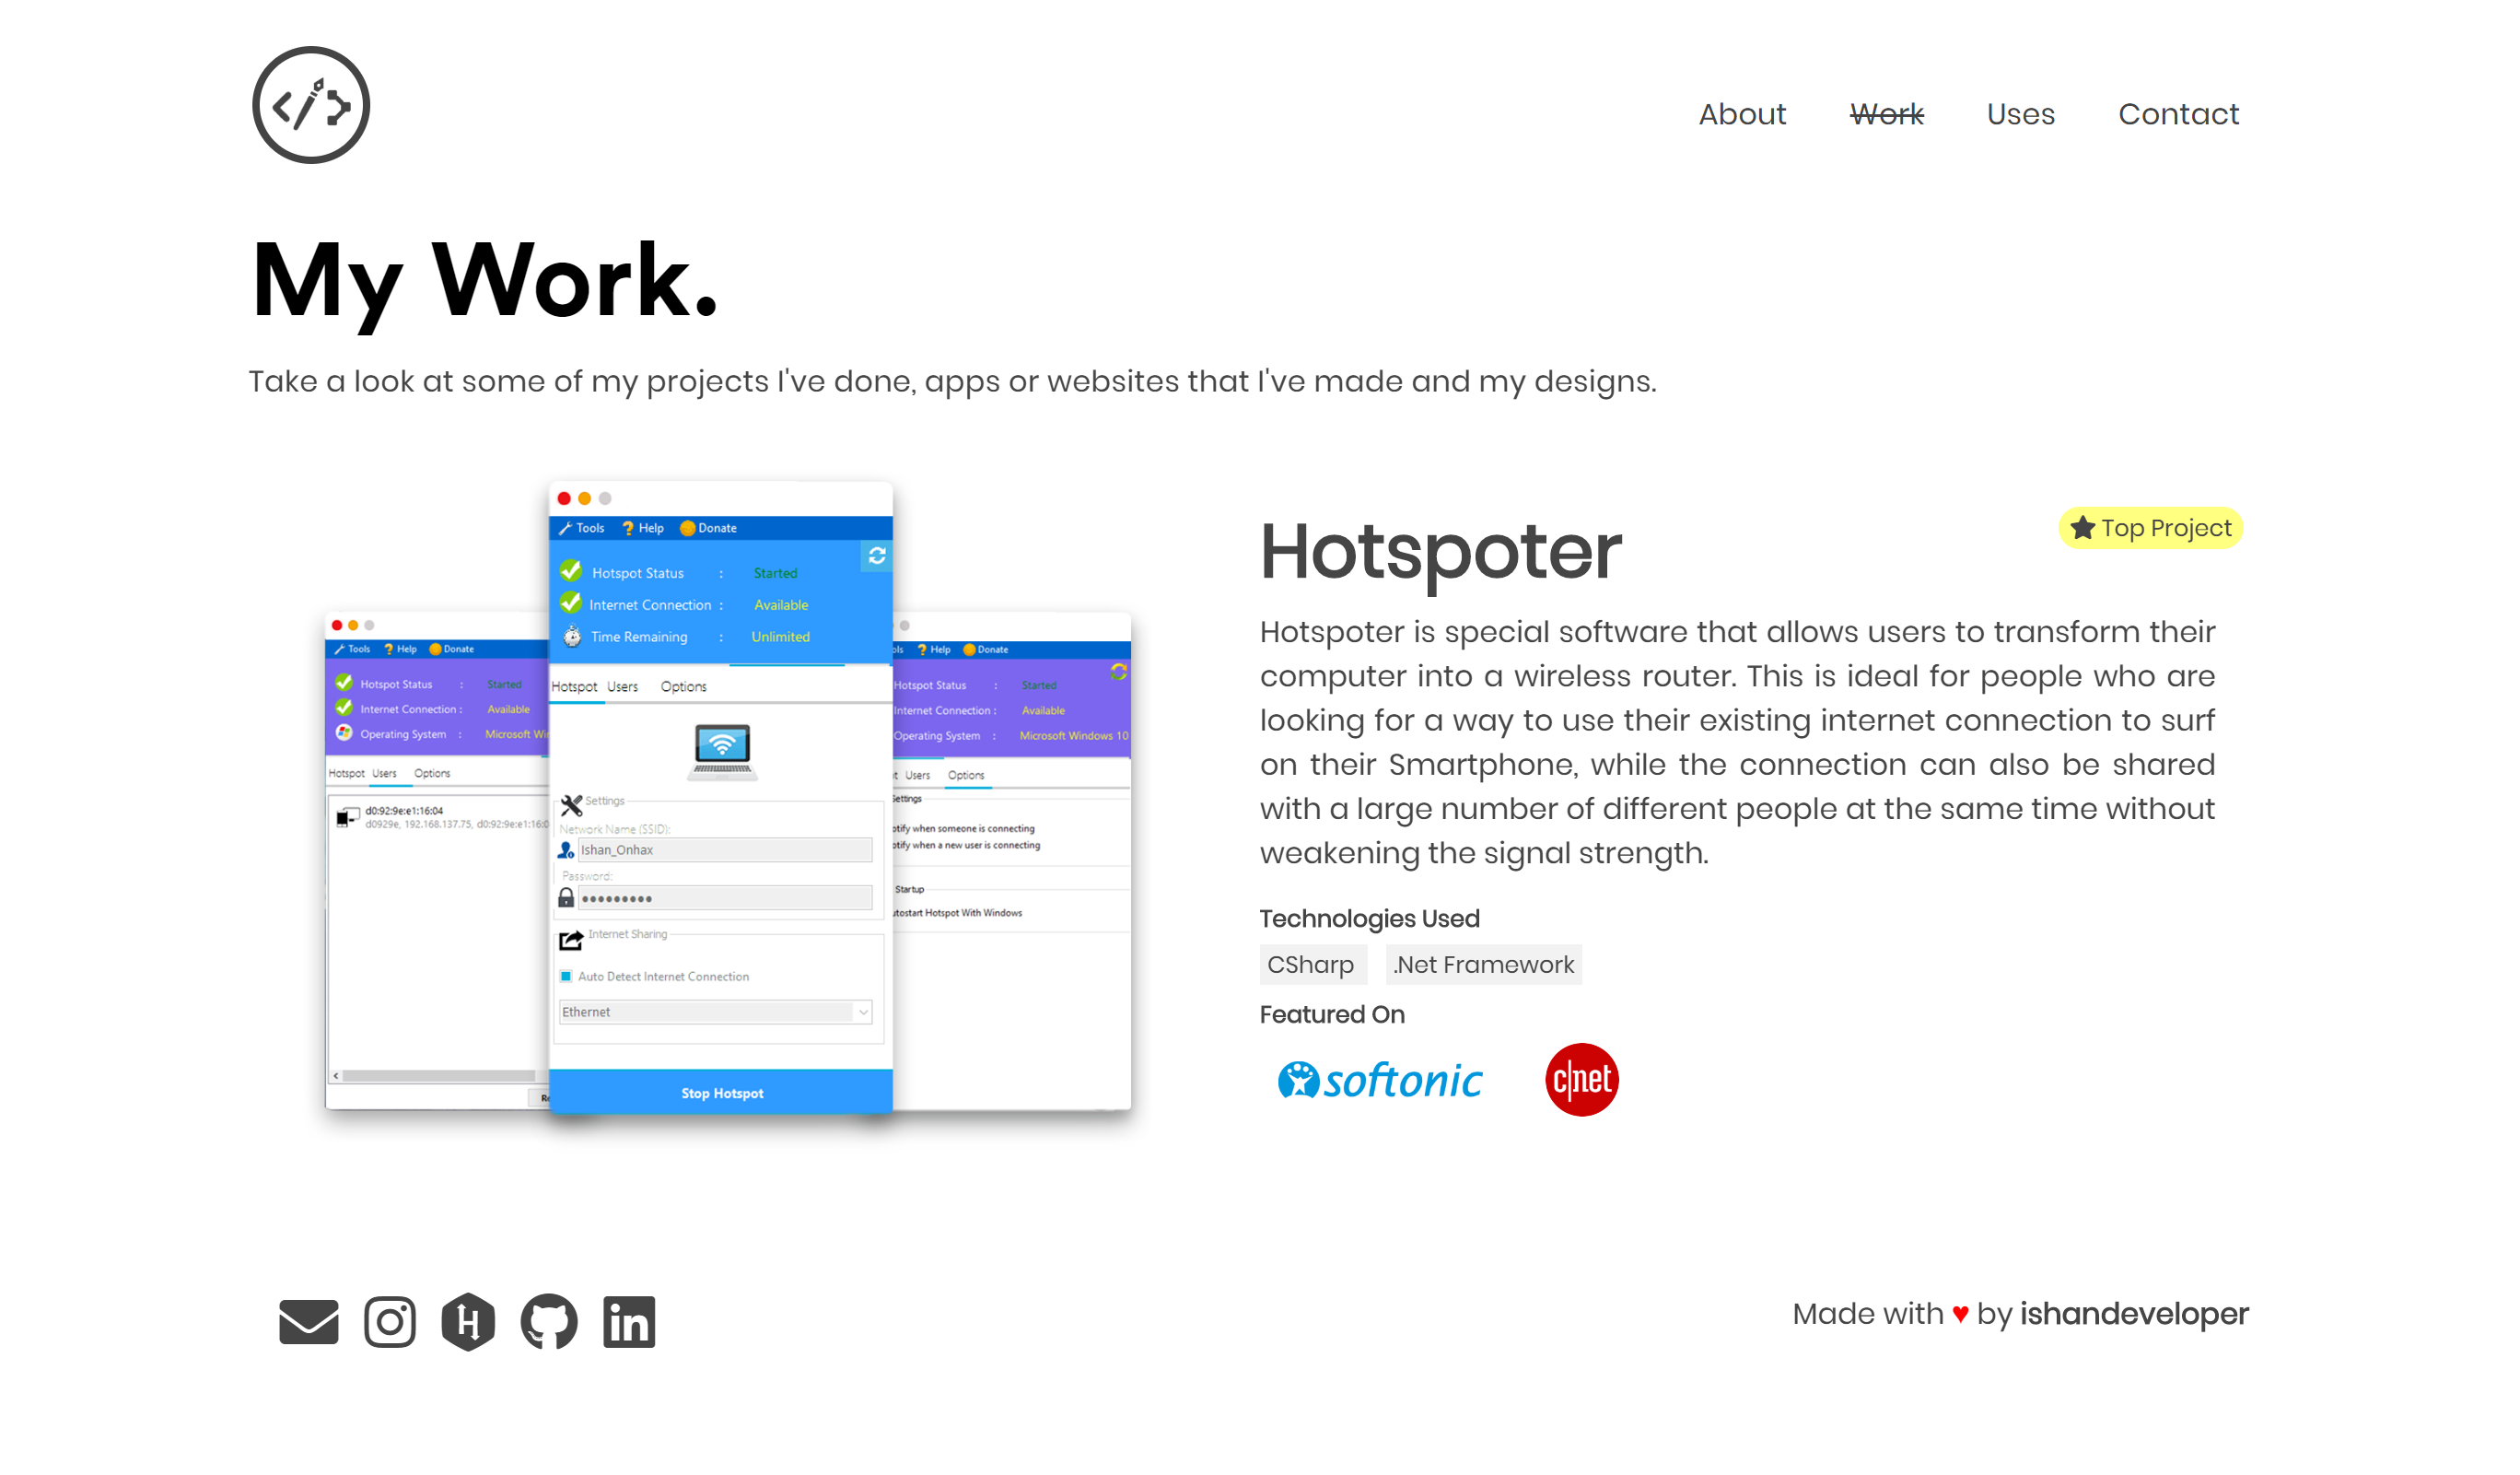 About Work Uses Contact
My Work.
Take a look at some of my projects I've done, apps or websites that I've made and my designs.
Tools Help Donate
Hotspot Status : Started
Internet Connection : Available
Time Remaining : Unlimited
Hotspot Users Options
Settings
Network Name (SSID):
Ishan_Onhax
Password:
Internet Sharing
Auto Detect Internet Connection
Ethernet
Stop Hotspot
Tools Help Donate
Hotspot Status : Started
Internet Connection : Available
Operating System : Microsoft
Hotspot Users Options
d0:92:9e:e1:16:04
d0929e, 192.168.137.75, d0:92:9e:e1:16:0
Help Donate
Hotspot Status : Started
Internet Connection : Available
Operating System : Microsoft Windows 10
Users Options
ettings
otify when someone is connecting
otify when a new user is connecting
Startup
utostart Hotspot With Windows
Top Project
Hotspoter
Hotspoter is special software that allows users to transform their
computer into a wireless router. This is ideal for people who are
looking for a way to use their existing internet connection to surf
on their Smartphone, while the connection can also be shared
with a large number of different people at the same time without
weakening the signal strength.
Technologies Used
CSharp .Net Framework
Featured On
softonic c|net
Made with ♥ by ishandeveloper